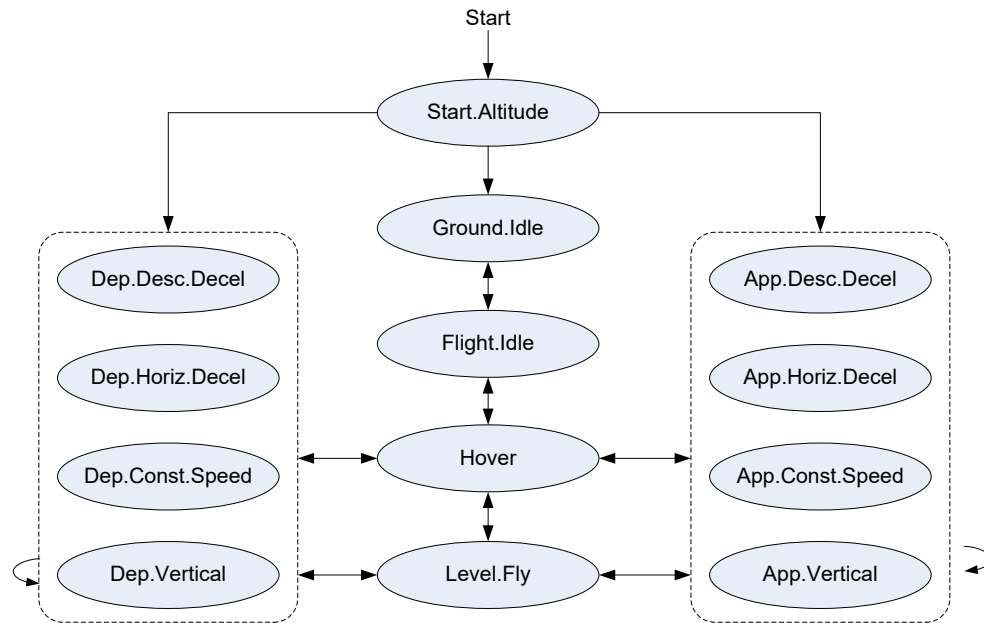 Start
Start.Altitude
Ground.Idle
Dep.Desc.Decel
App.Desc.Decel
Flight.Idle
Dep.Horiz.Decel
App.Horiz.Decel
Hover
Dep.Const.Speed
App.Const.Speed
Dep.Vertical
Level.Fly
App.Vertical